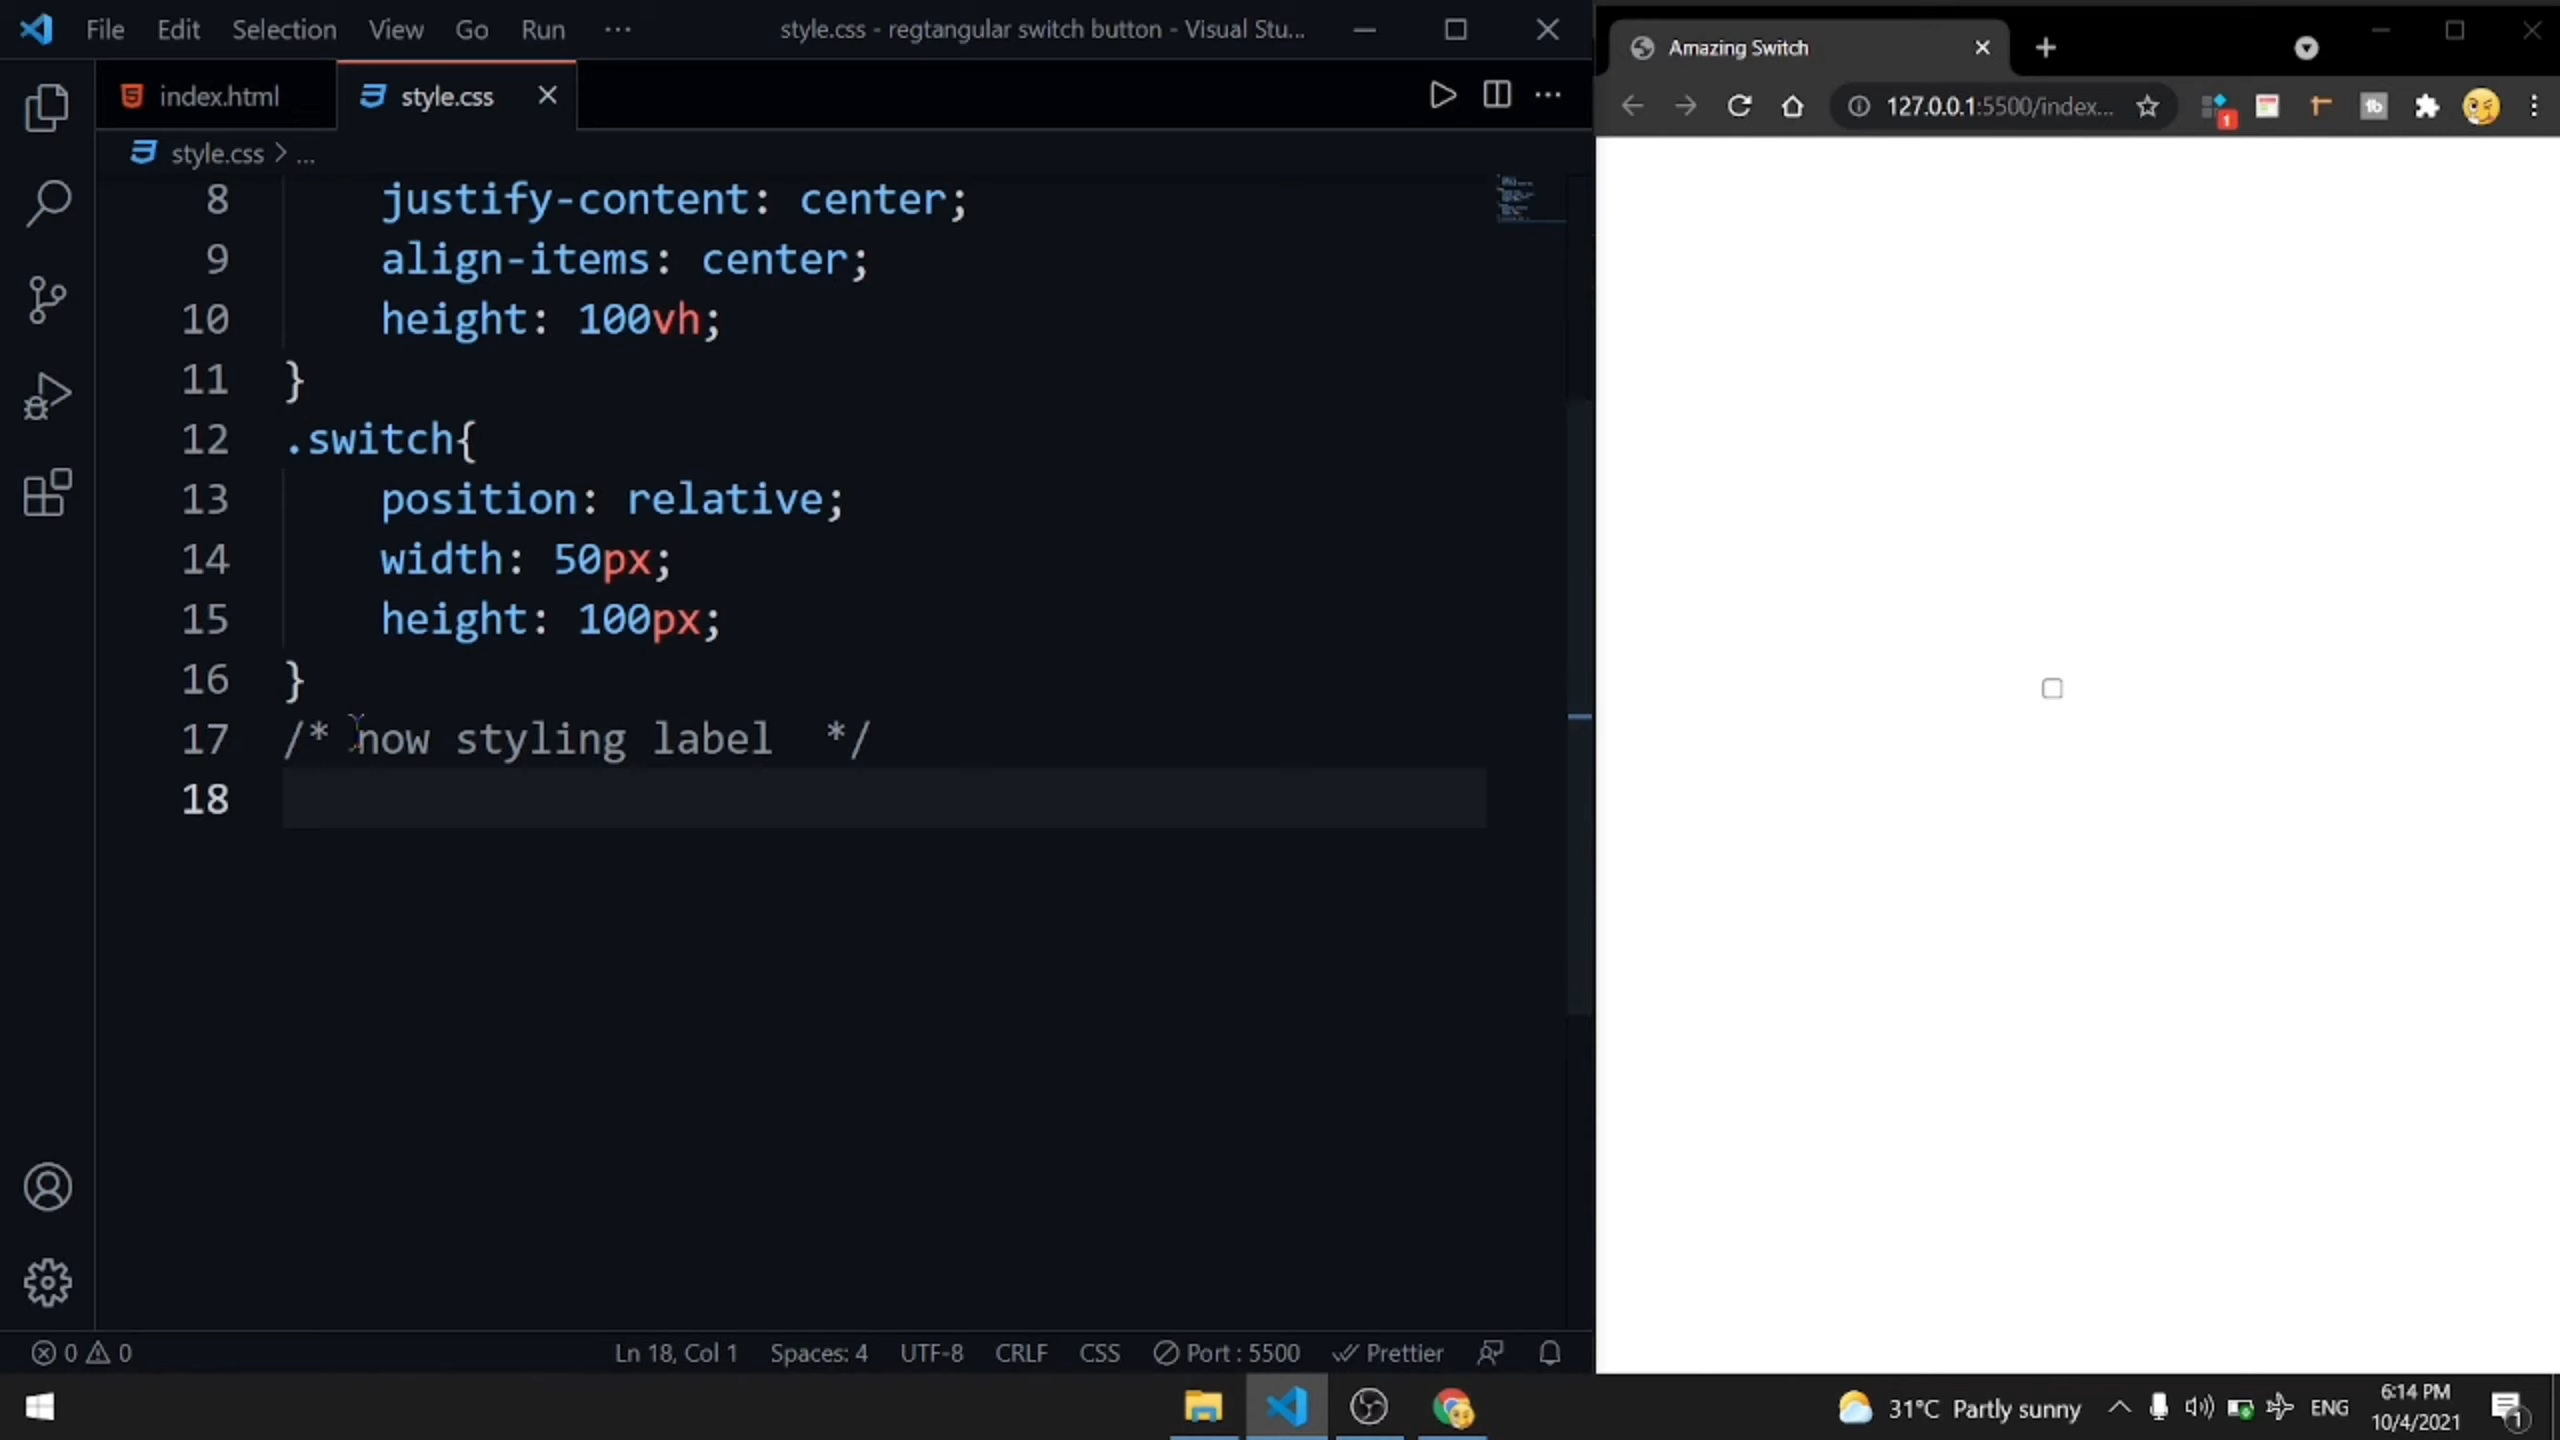 File Edit Selection View Go Run ··· style.css - regtangular switch button - Visual Stu...
Amazing Switch
index.html style.css
127.0.0.1:5500/index...
1
style.css > ...
8 justify-content: center;
9 align-items: center;
10 height: 100vh;
11 }
12 .switch{
13 position: relative;
14 width: 50px;
15 height: 100px;
16 }
17 /* now styling label */
18
0 0 Ln 18, Col 1 Spaces: 4 UTF-8 CRLF CSS Port : 5500 Prettier
31°C Partly sunny ENG 6:14 PM
10/4/2021
1